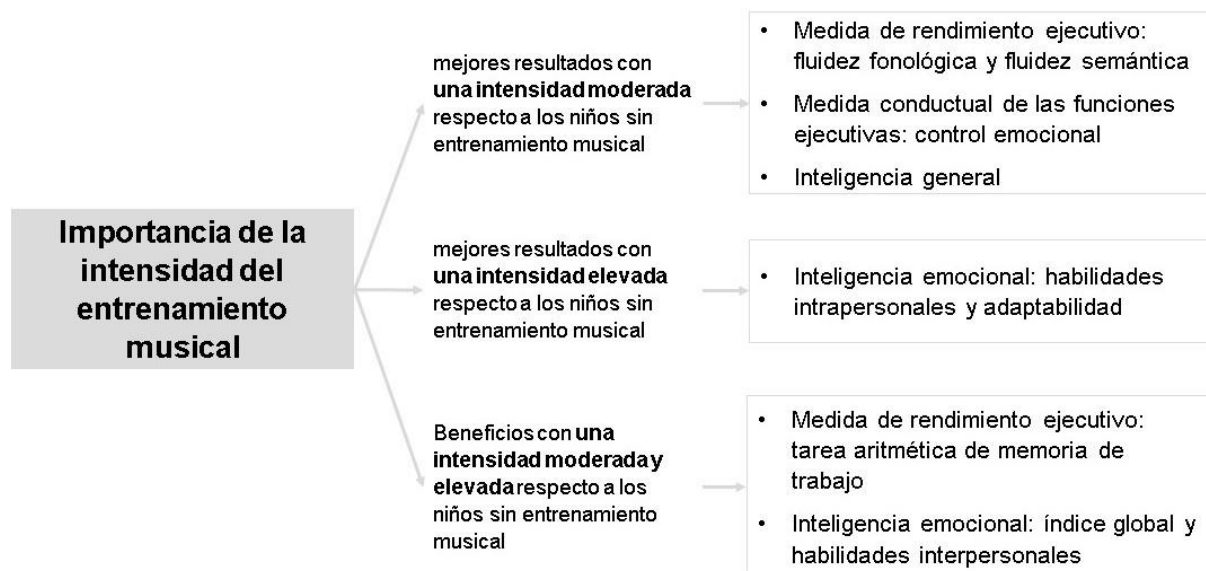 Importancia de la
intensidad del
entrenamiento
musical
mejores resultados con
una intensidad moderada
respecto a los niños sin
entrenamiento musical
• Medida de rendimiento ejecutivo:
fluidez fonológica y fluidez semántica
• Medida conductual de las funciones
ejecutivas: control emocional
• Inteligencia general
mejores resultados con
una intensidad elevada
respecto a los niños sin
entrenamiento musical
• Inteligencia emocional: habilidades
intrapersonales y adaptabilidad
Beneficios con una
intensidad moderada y
elevada respecto a los
niños sin entrenamiento
musical
• Medida de rendimiento ejecutivo:
tarea aritmética de memoria de
trabajo
• Inteligencia emocional: índice global y
habilidades interpersonales